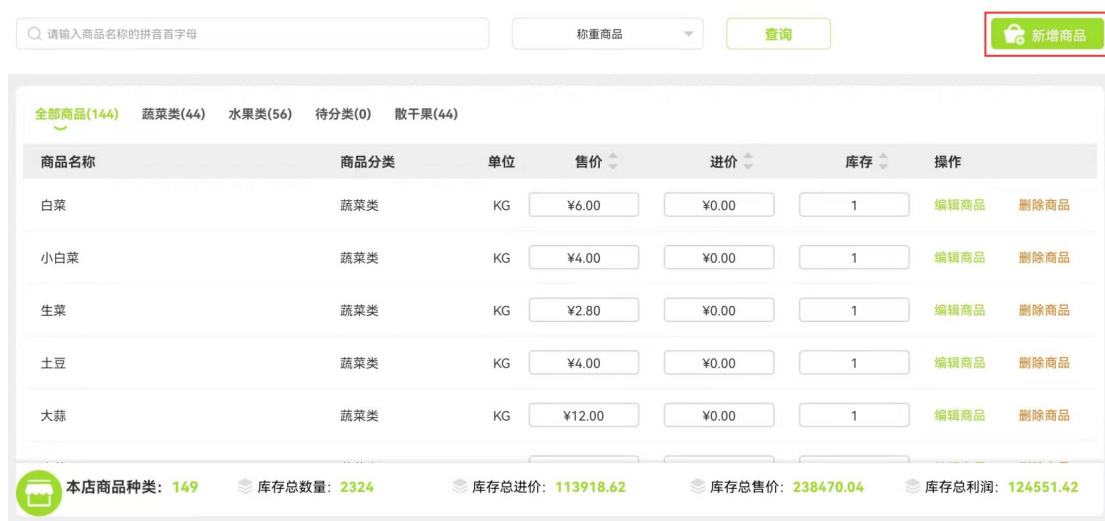 请输入商品名称的拼音首字母 称重商品 查询 新增商品
全部商品(144) 蔬菜类(44) 水果类(56) 待分类(0) 散干果(44)
商品名称 商品分类 单位 售价 进价 库存 操作
白菜 蔬菜类 KG ¥6.00 ¥0.00 1 编辑商品 删除商品
小白菜 蔬菜类 KG ¥4.00 ¥0.00 1 编辑商品 删除商品
生菜 蔬菜类 KG ¥2.80 ¥0.00 1 编辑商品 删除商品
土豆 蔬菜类 KG ¥4.00 ¥0.00 1 编辑商品 删除商品
大蒜 蔬菜类 KG ¥12.00 ¥0.00 1 编辑商品 删除商品
本店商品种类: 149 库存总数量: 2324 库存总进价: 113918.62 库存总售价: 238470.04 库存总利润: 124551.42